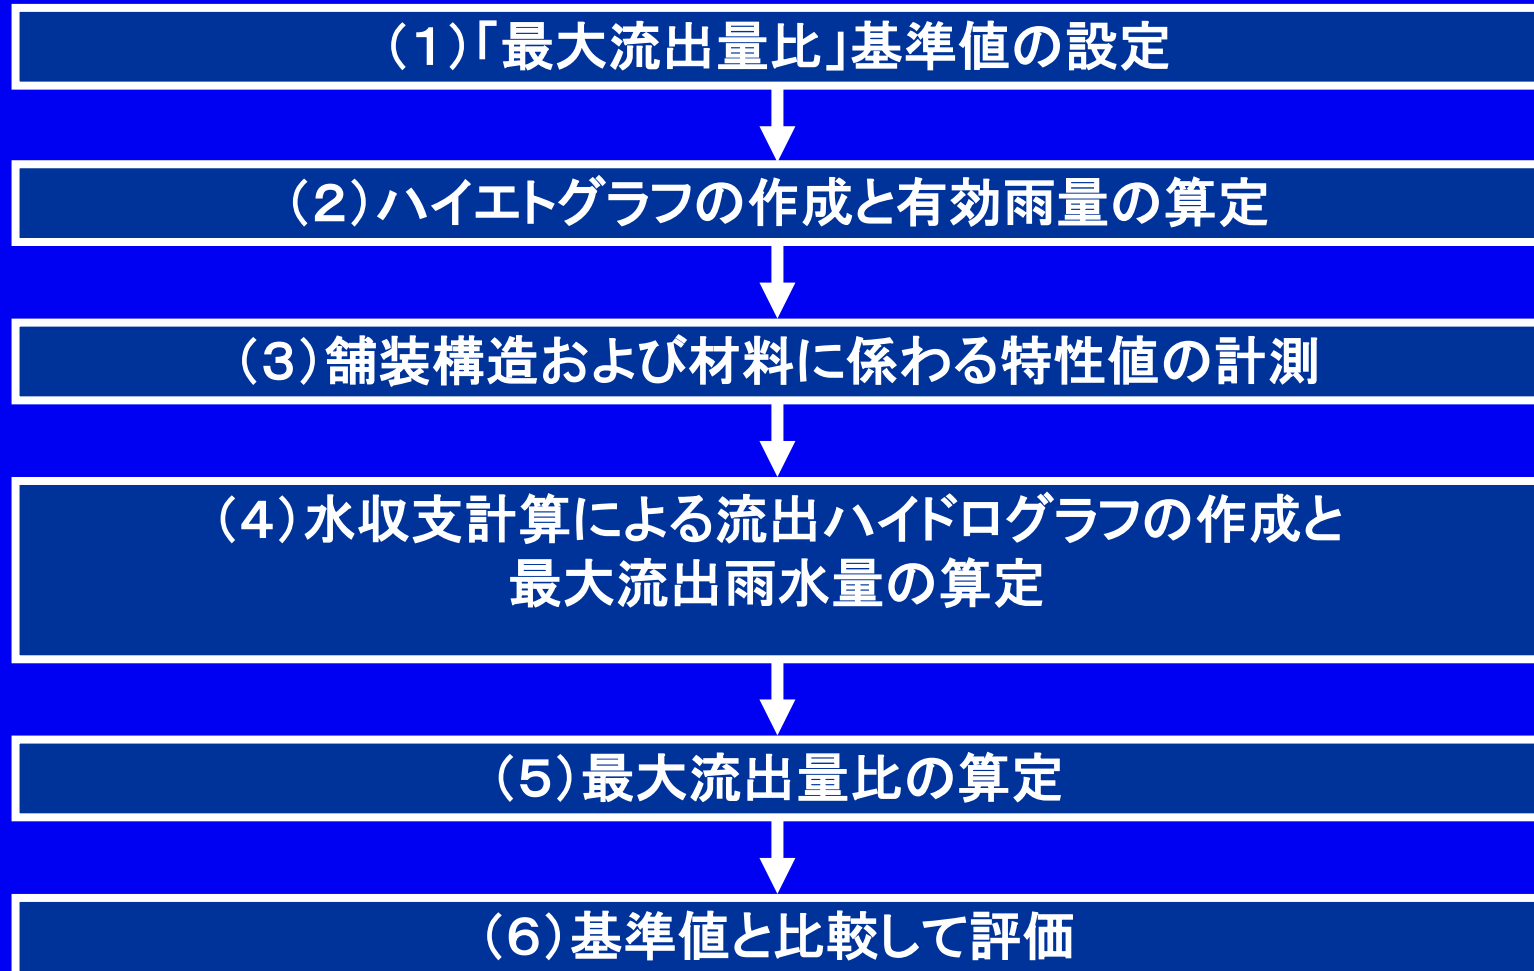 (1)「最大流出量比」基準値の設定
(2)ハイエトグラフの作成と有効雨量の算定
(3)舗装構造および材料に係わる特性値の計測
(4)水収支計算による流出ハイドログラフの作成と
最大流出雨水量の算定
(5)最大流出量比の算定
(6)基準値と比較して評価